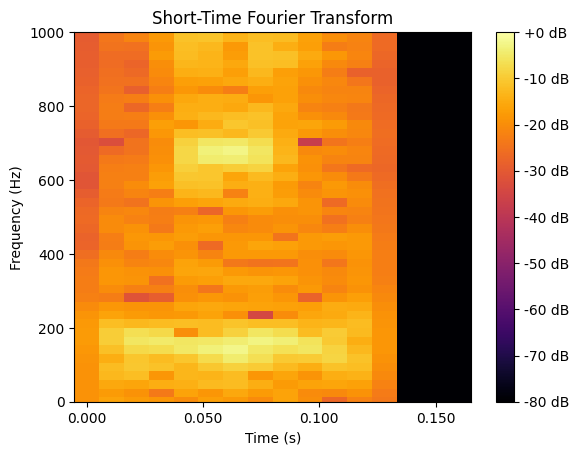 Short-Time Fourier Transform
1000
800
600
400
200
0
Frequency (Hz)
0.000
0.050
0.100
0.150
Time (s)
+0 dB
-10 dB
-20 dB
-30 dB
-40 dB
-50 dB
-60 dB
-70 dB
-80 dB